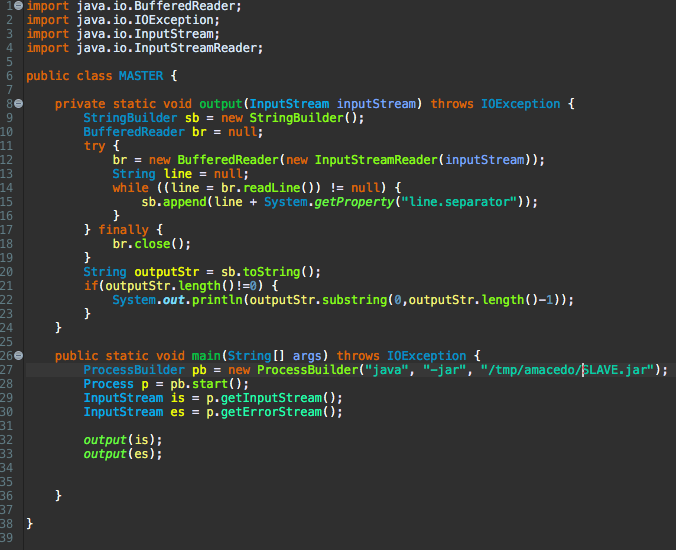 1 import java.io.BufferedReader;
2 import java.io.IOException;
3 import java.io.InputStream;
4 import java.io.InputStreamReader;
5
6 public class MASTER {
7
8     private static void output(InputStream inputStream) throws IOException {
9         StringBuilder sb = new StringBuilder();
10         BufferedReader br = null;
11         try {
12             br = new BufferedReader(new InputStreamReader(inputStream));
13             String line = null;
14             while ((line = br.readLine()) != null) {
15                 sb.append(line + System.getProperty("line.separator"));
16             }
17         } finally {
18             br.close();
19         }
20         String outputStr = sb.toString();
21         if(outputStr.length()!=0) {
22             System.out.println(outputStr.substring(0,outputStr.length()-1));
23         }
24     }
25
26     public static void main(String[] args) throws IOException {
27         ProcessBuilder pb = new ProcessBuilder("java", "-jar", "/tmp/amacedo/SLAVE.jar");
28         Process p = pb.start();
29         InputStream is = p.getInputStream();
30         InputStream es = p.getErrorStream();
31
32         output(is);
33         output(es);
34
35
36     }
37
38 }
39